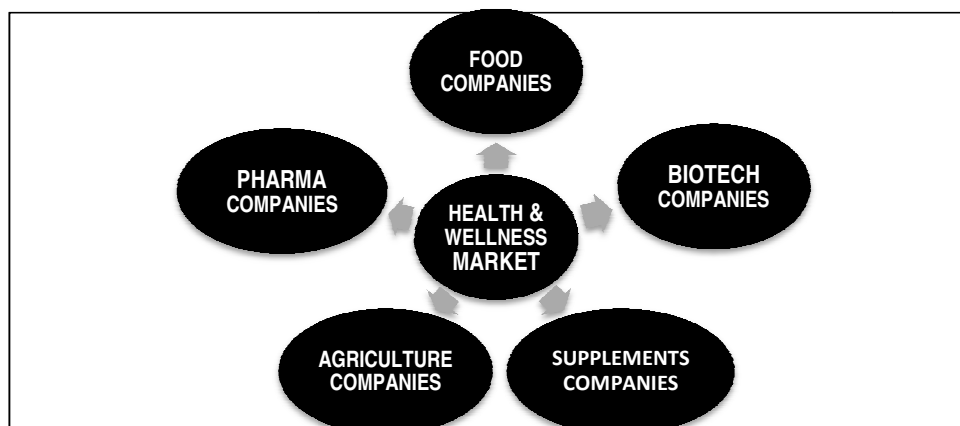 FOOD
COMPANIES
PHARMA
COMPANIES
BIOTECH
COMPANIES
HEALTH &
WELLNESS
MARKET
AGRICULTURE
COMPANIES
SUPPLEMENTS
COMPANIES